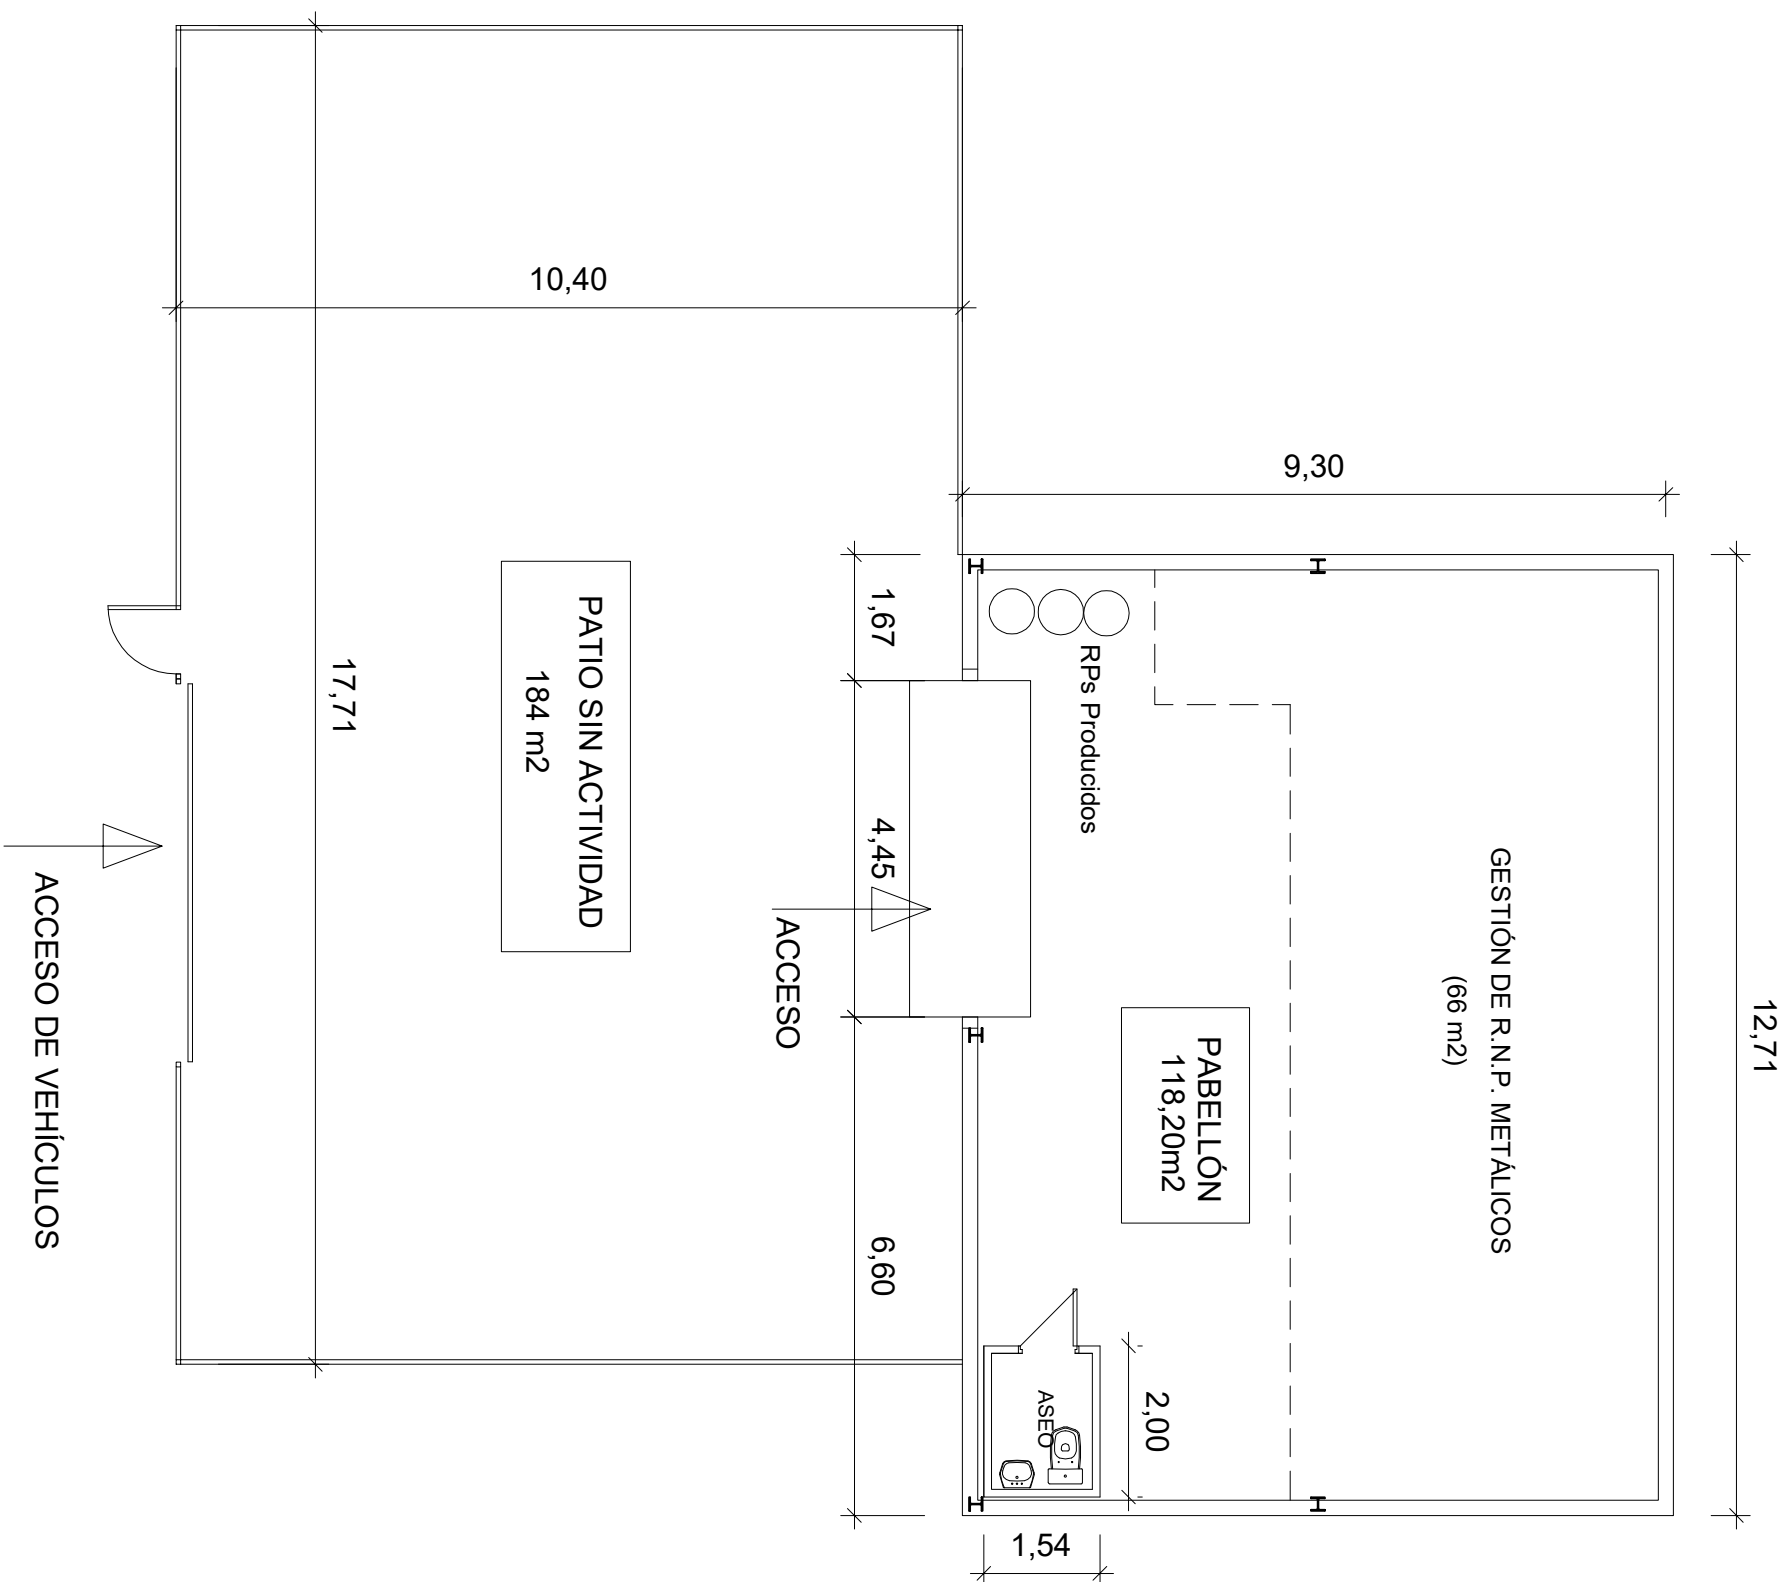 10,40
9,30
12,71
17,71
1,67
4,45
6,60
PATIO SIN ACTIVIDAD
184 m2
RPs Producidos
GESTIÓN DE R.N.P. METÁLICOS
(66 m2)
PABELLÓN
118,20m2
ACCESO
ACCESO DE VEHÍCULOS
ASEO
2,00
1,54